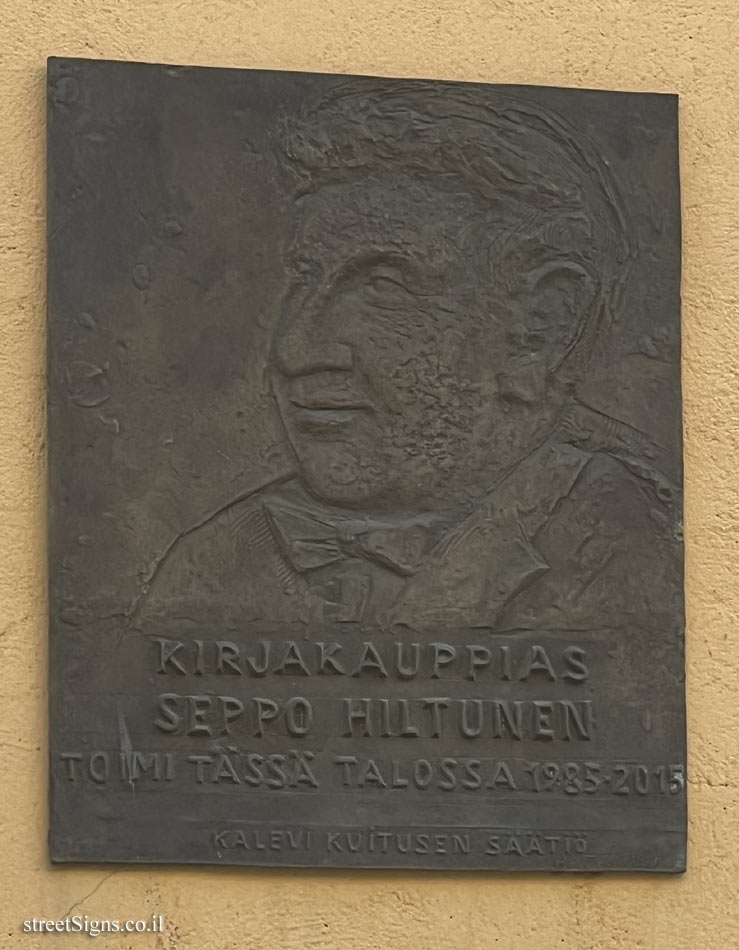 KIRJAKAUPPIAS
SEPPO HILTUNEN
TOIMI TÄSSÄ TALOSSA 1985-2015
KALEVI KUITUSEN SÄÄTIÖ
streetSigns.co.il